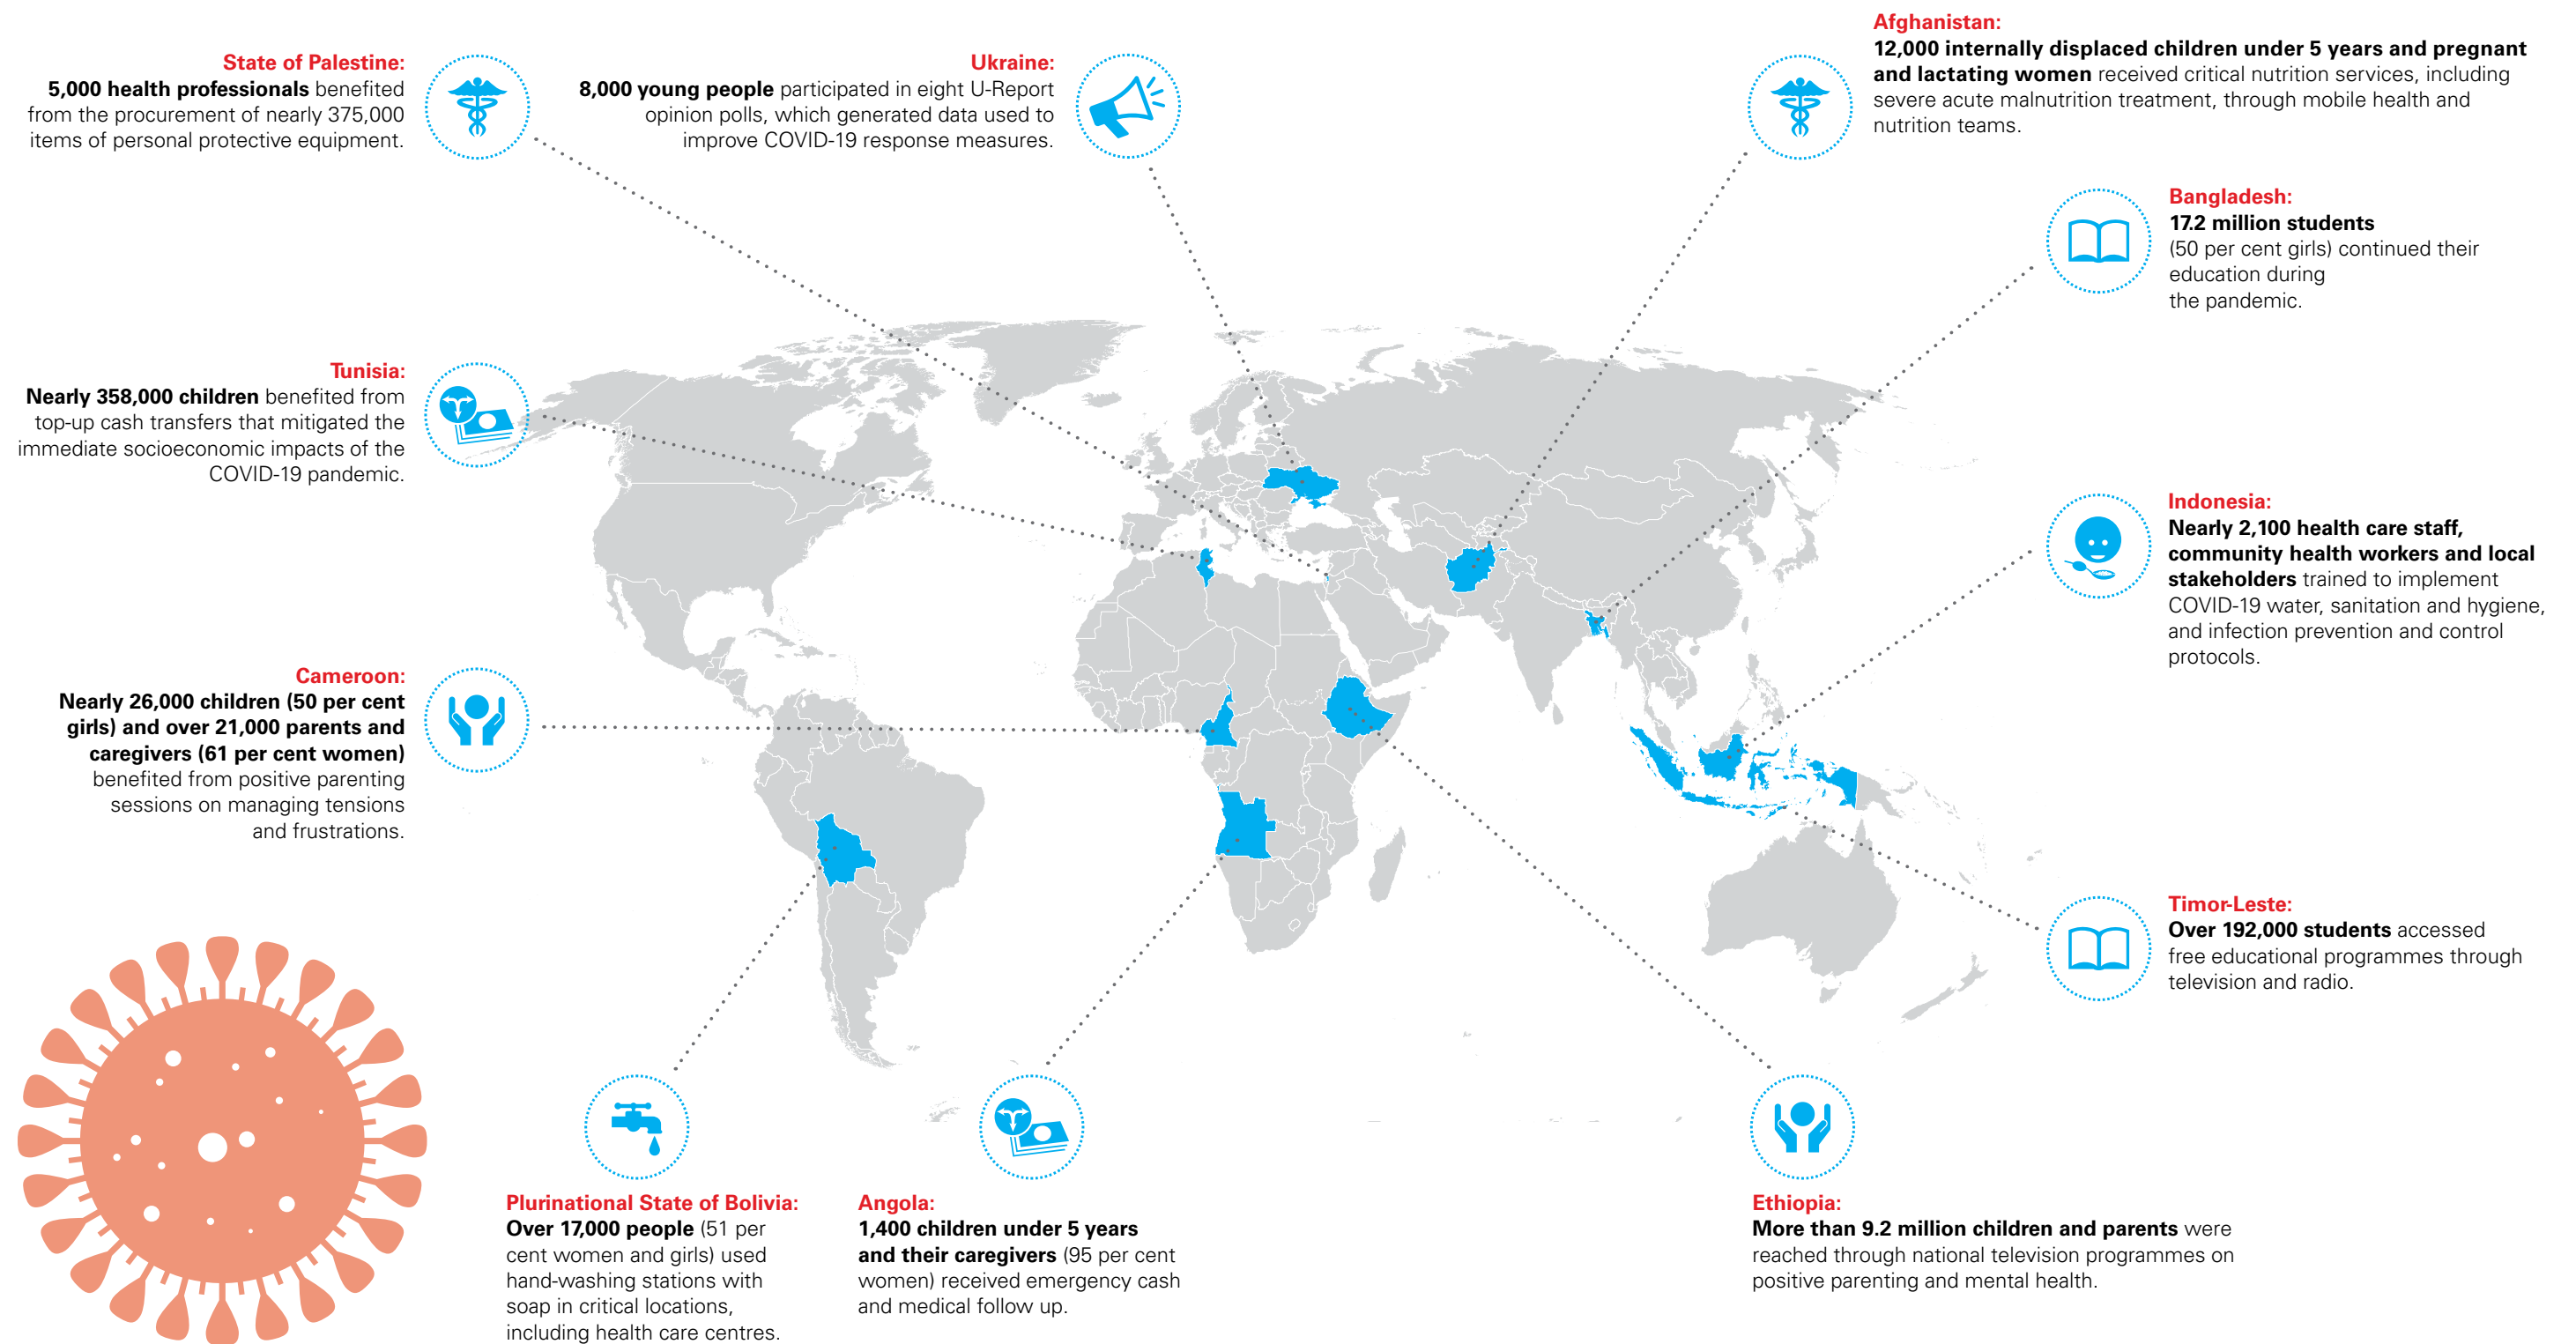 State of Palestine:
5,000 health professionals benefited
from the procurement of nearly 375,000
items of personal protective equipment.
Ukraine:
8,000 young people participated in eight U-Report
opinion polls, which generated data used to
improve COVID-19 response measures.
Afghanistan:
12,000 internally displaced children under 5 years and pregnant
and lactating women received critical nutrition services, including
severe acute malnutrition treatment, through mobile health and
nutrition teams.
Bangladesh:
17.2 million students
(50 per cent girls) continued their
education during
the pandemic.
Tunisia:
Nearly 358,000 children benefited from
top-up cash transfers that mitigated the
immediate socioeconomic impacts of the
COVID-19 pandemic.
Indonesia:
Nearly 2,100 health care staff,
community health workers and local
stakeholders trained to implement
COVID-19 water, sanitation and hygiene,
and infection prevention and control
protocols.
Cameroon:
Nearly 26,000 children (50 per cent
girls) and over 21,000 parents and
caregivers (61 per cent women)
benefited from positive parenting
sessions on managing tensions
and frustrations.
Timor-Leste:
Over 192,000 students accessed
free educational programmes through
television and radio.
Plurinational State of Bolivia:
Over 17,000 people (51 per
cent women and girls) used
hand-washing stations with
soap in critical locations,
including health care centres.
Angola:
1,400 children under 5 years
and their caregivers (95 per cent
women) received emergency cash
and medical follow up.
Ethiopia:
More than 9.2 million children and parents were
reached through national television programmes on
positive parenting and mental health.